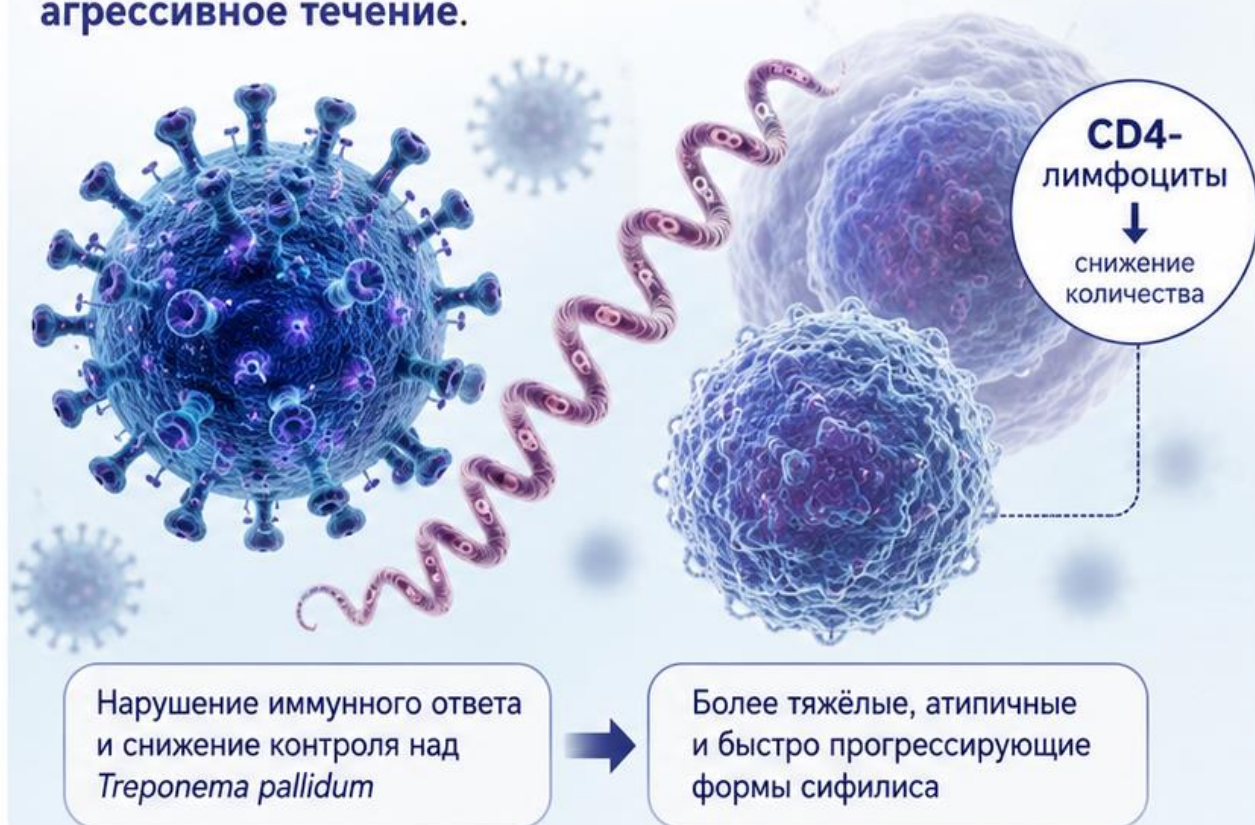 агрессивное течение.
CD4-
лимфоциты
снижение
количества
Нарушение иммунного ответа
и снижение контроля над
Treponema pallidum
Более тяжёлые, атипичные
и быстро прогрессирующие
формы сифилиса